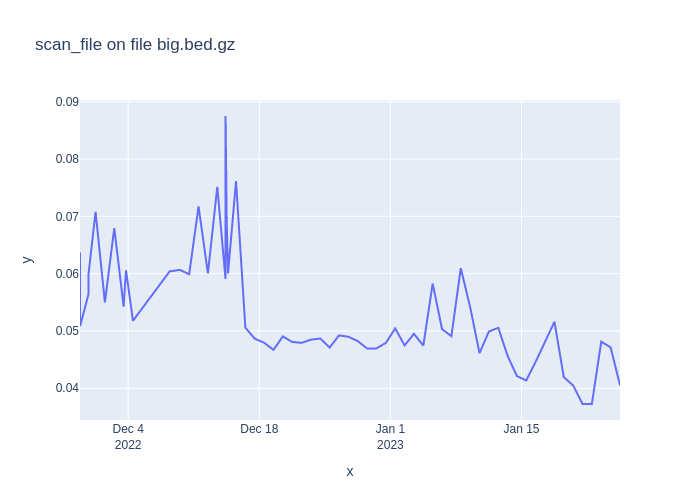 scan_file on file big.bed.gz
0.09
0.08
0.07
0.06
0.05
0.04
y
Dec 4
2022
Dec 18
Jan 1
2023
Jan 15
x